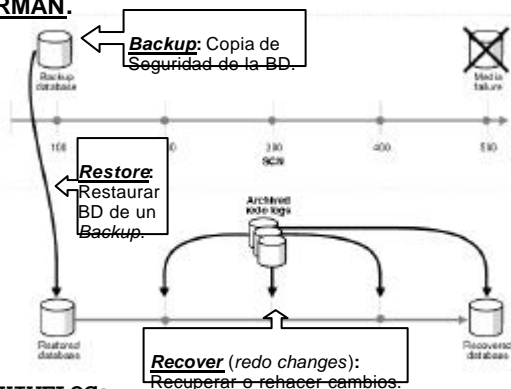 RMAN.
Backup: Copia de
Seguridad de la BD.
Backup
database
Media
failure
100
300
400
500
SCN
Restore:
Restaurar
BD de un
Backup.
Archived
redo logs
Restored
database
Recovered
database
Recover (redo changes):
Recuperar o rehacer cambios.